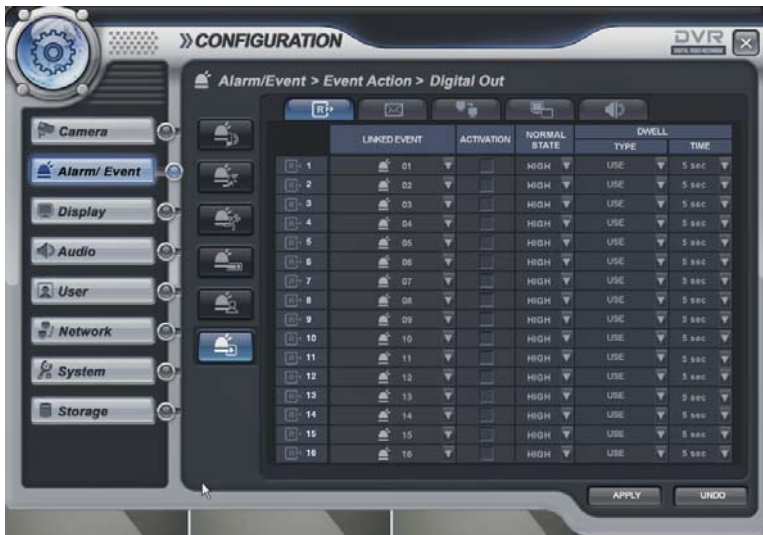 CONFIGURATION
DVR
DIGITAL VIDEO RECORDER
Alarm/Event > Event Action > Digital Out
Camera
Alarm/ Event
Display
Audio
User
Network
System
Storage
LINKED EVENT ACTIVATION NORMAL STATE DWELL TYPE TIME
1 01 HIGH USE 5 sec
2 02 HIGH USE 5 sec
3 03 HIGH USE 5 sec
4 04 HIGH USE 5 sec
5 05 HIGH USE 5 sec
6 06 HIGH USE 5 sec
7 07 HIGH USE 5 sec
8 08 HIGH USE 5 sec
9 09 HIGH USE 5 sec
10 10 HIGH USE 5 sec
11 11 HIGH USE 5 sec
12 12 HIGH USE 5 sec
13 13 HIGH USE 5 sec
14 14 HIGH USE 5 sec
15 15 HIGH USE 5 sec
16 16 HIGH USE 5 sec
APPLY UNDO